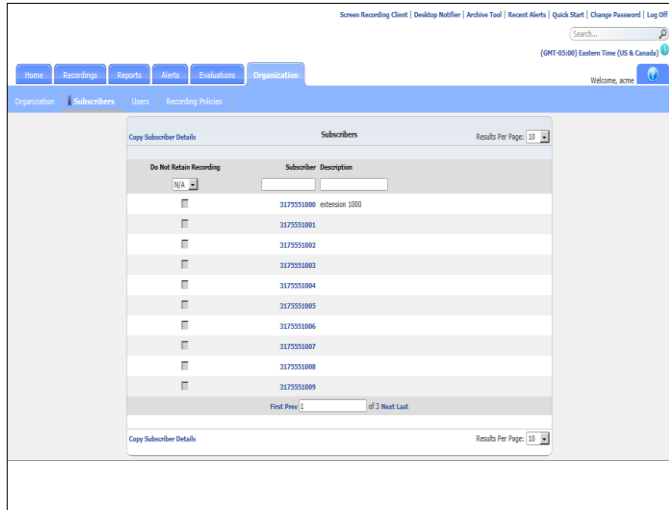 Screen Recording Client | Desktop Notifier | Archive Tool | Recent Alerts | Quick Start | Change Password | Log Off
Search...
(GMT-05:00) Eastern Time (US & Canada)
Home Recordings Reports Alerts Evaluations Organization
Welcome, acme ?
Organization Subscribers Users Recording Policies
Copy Subscriber Details Subscribers Results Per Page: 10
Do Not Retain Recording Subscriber Description
N/A
3175551000 extension 1000
3175551001
3175551002
3175551003
3175551004
3175551005
3175551006
3175551007
3175551008
3175551009
First Prev 1 of 3 Next Last
Copy Subscriber Details Results Per Page: 10